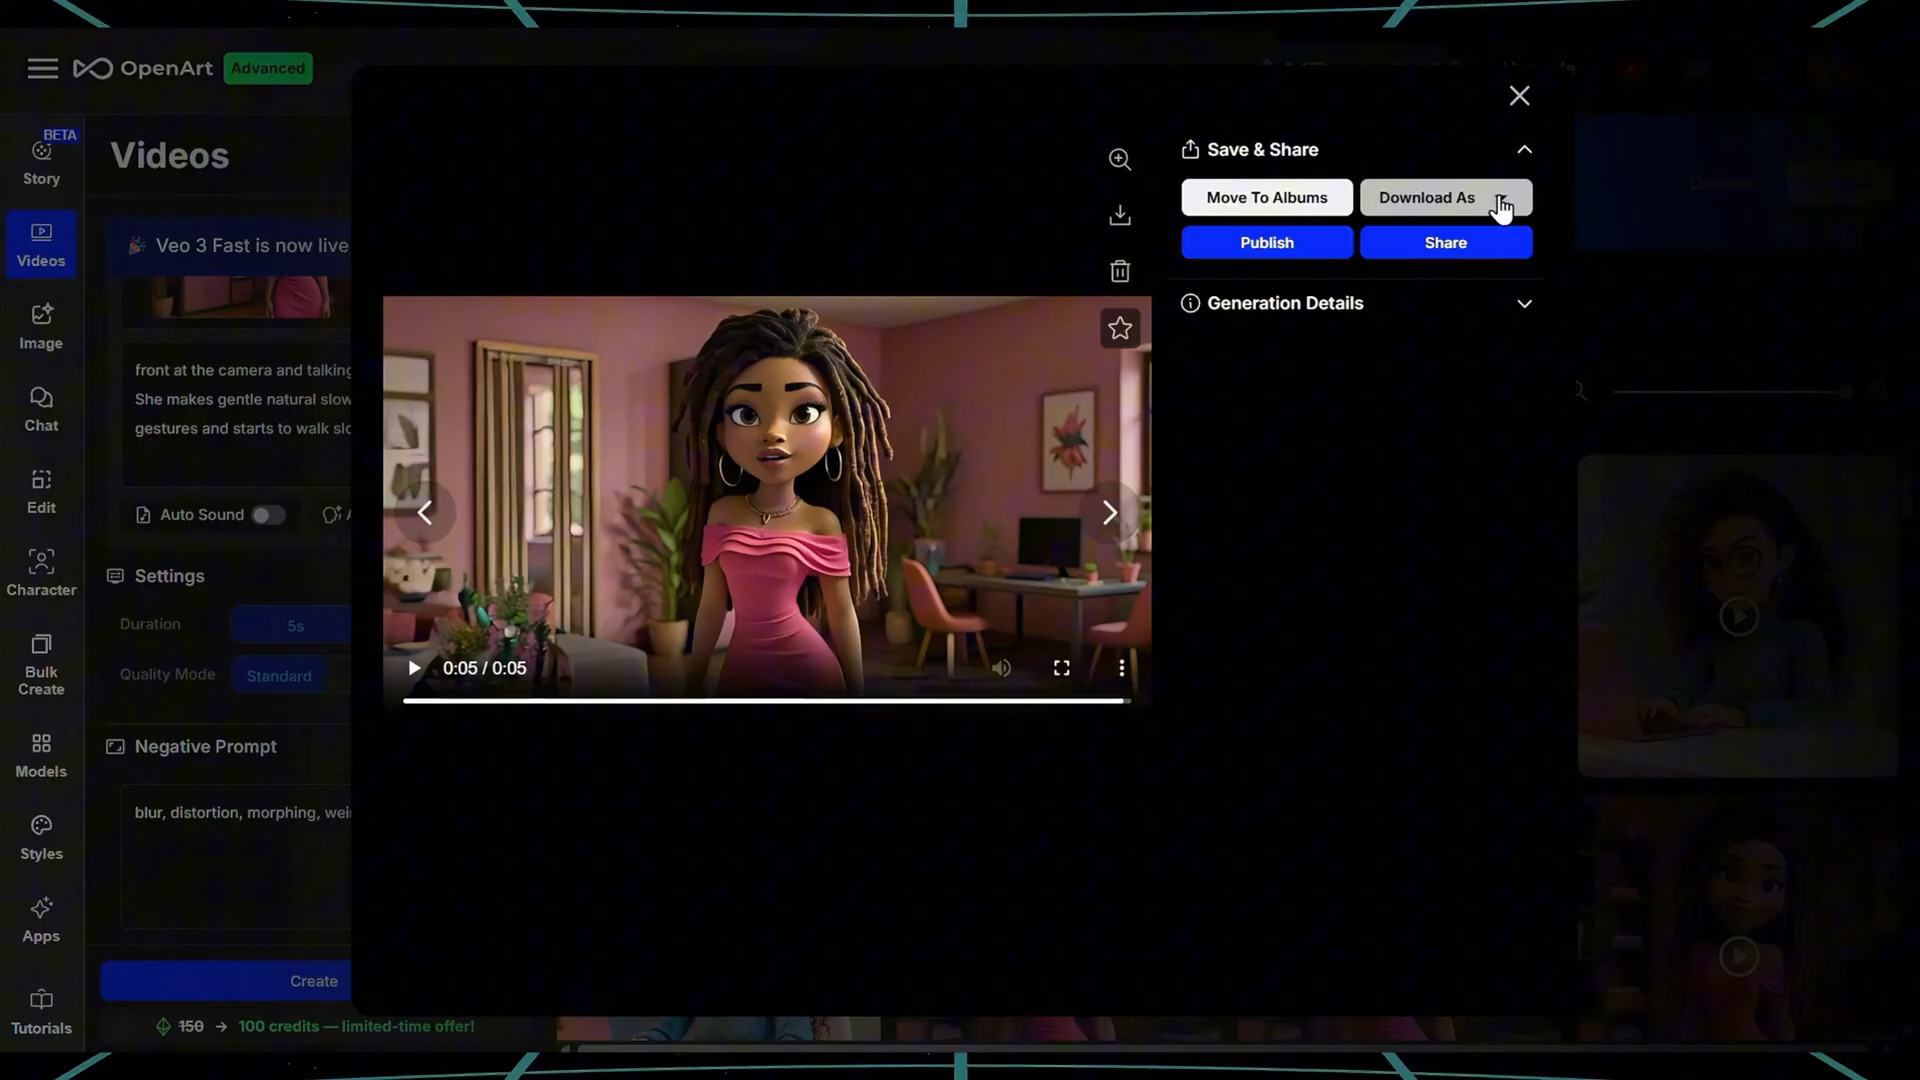 OpenArt Advanced
BETA
Story
Videos
Image
Chat
Edit
Character
Bulk
Create
Models
Styles
Apps
Tutorials
Videos
Veo 3 Fast is now live
front at the camera and talking
She makes gentle natural slow
gestures and starts to walk slo
Auto Sound
Settings
Duration 5s
Quality Mode Standard
Negative Prompt
blur, distortion, morphing, wei
Create
150 → 100 credits — limited-time offer!
0:05 / 0:05
Save & Share
Move To Albums Download As
Publish Share
Generation Details